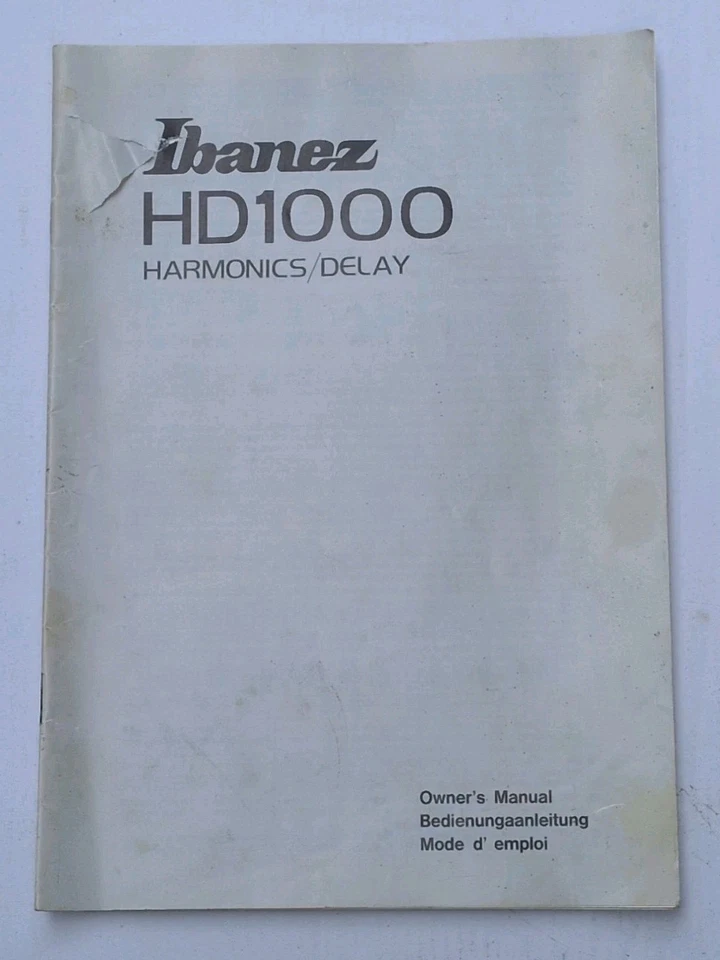 Ibanez
HD1000
HARMONICS/DELAY
Owner's Manual
Bedienungaanleitung
Mode d' emploi